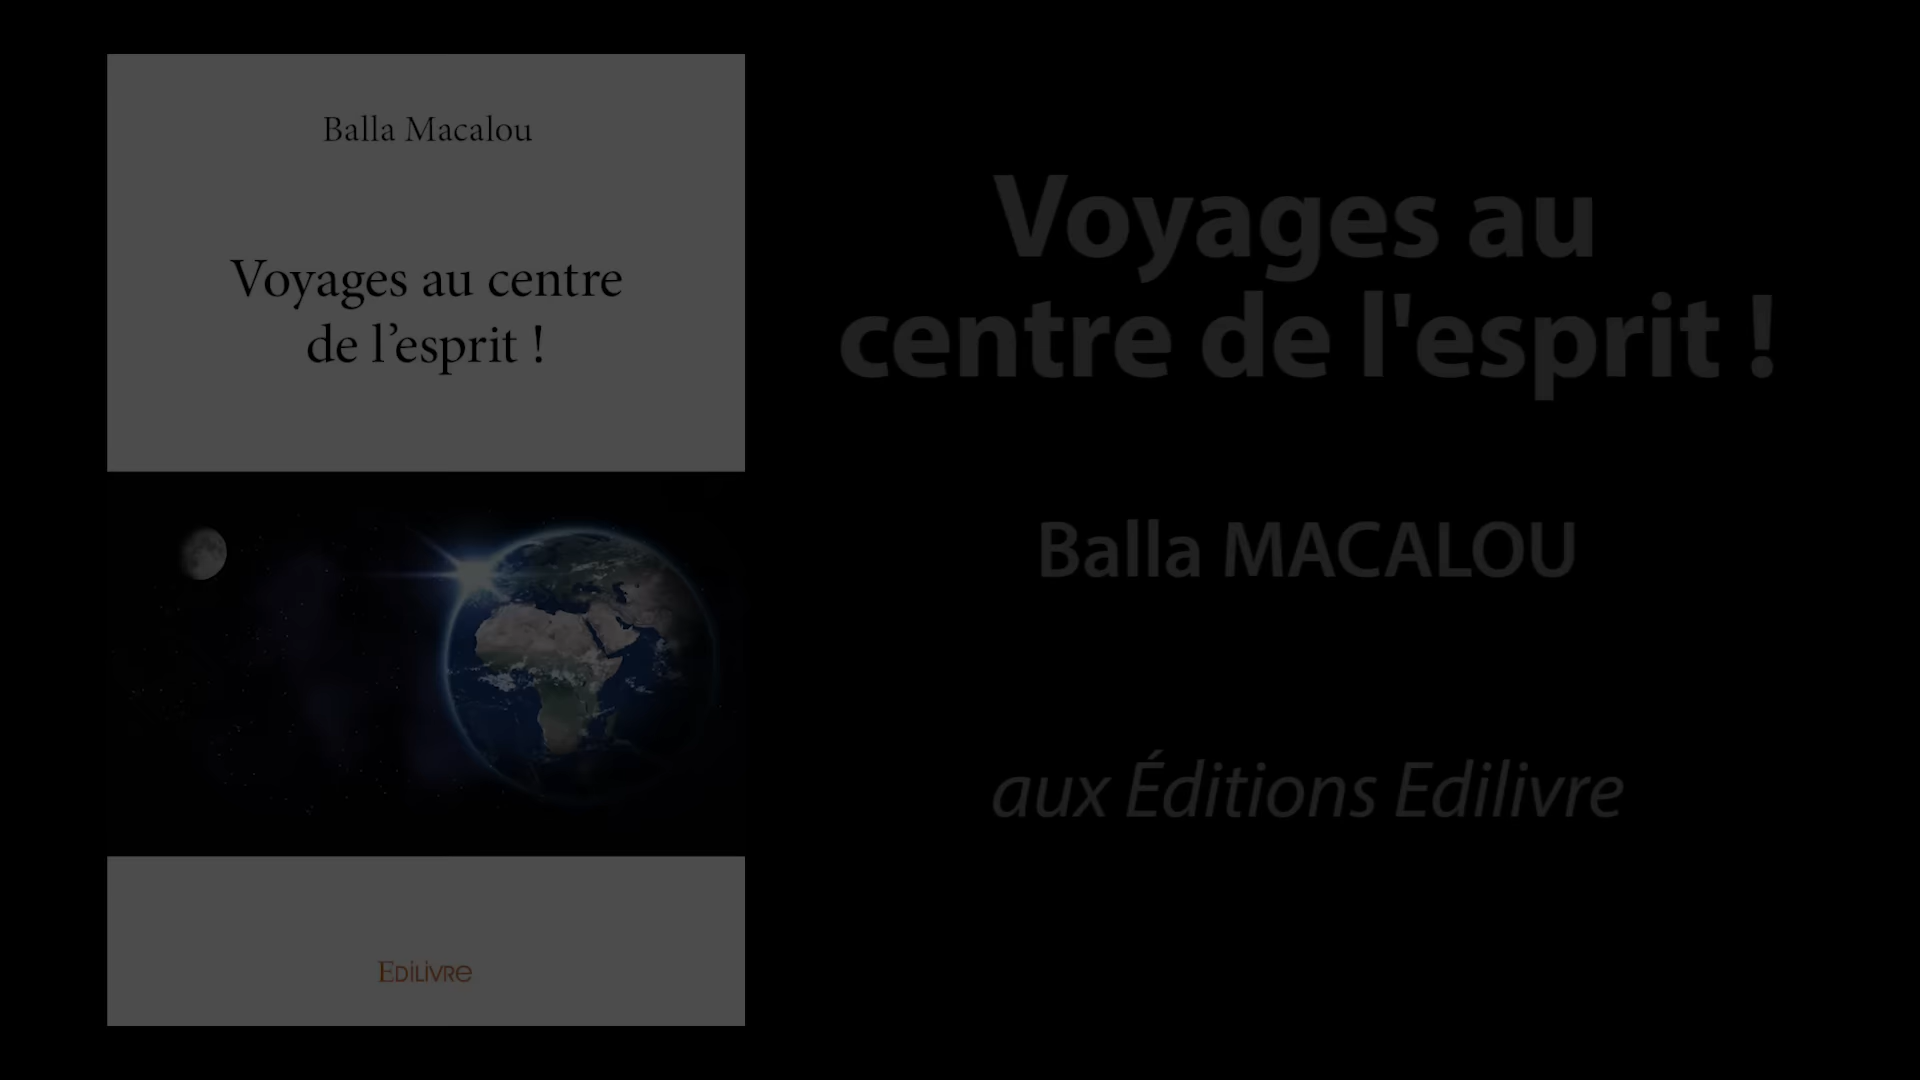 Balla Macalou
Voyages au centre
de l’esprit !
EDiLivRe
Voyages au
centre de l'esprit !
Balla MACALOU
aux Éditions Edilivre